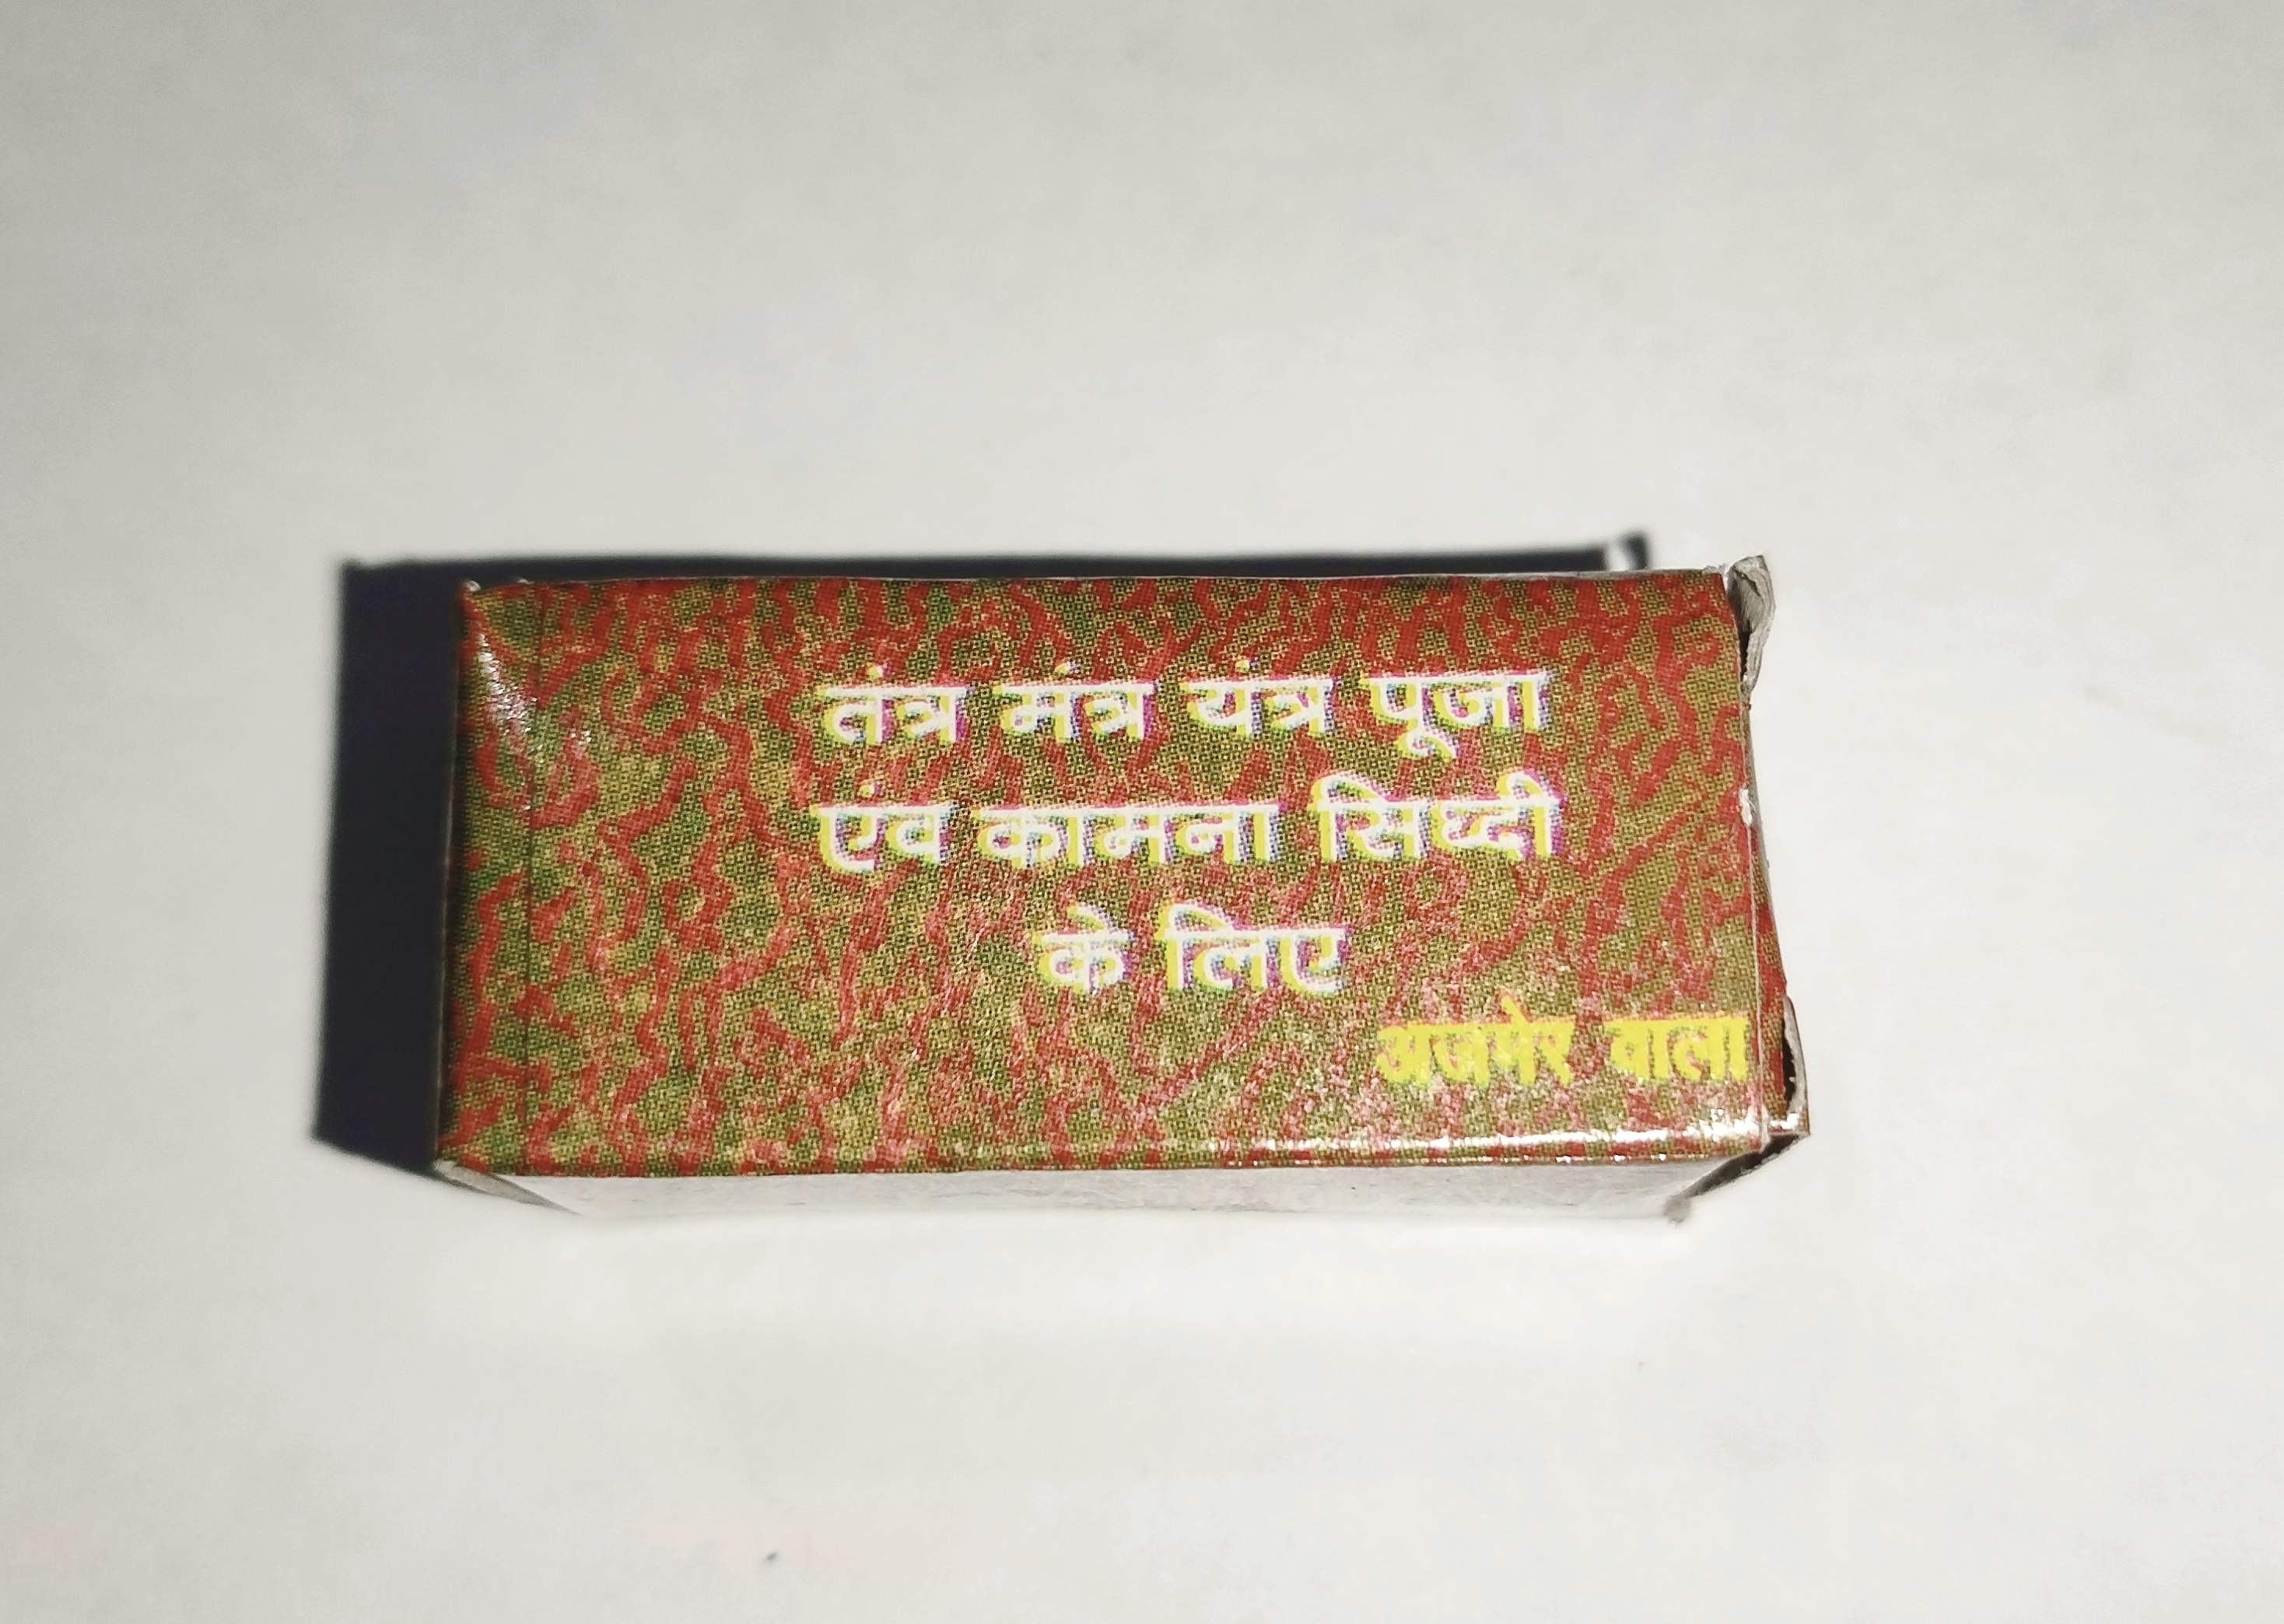 तंत्र मंत्र यंत्र पूजा
एंव कामना सिध्दी
के लिए
अजमेर वाला